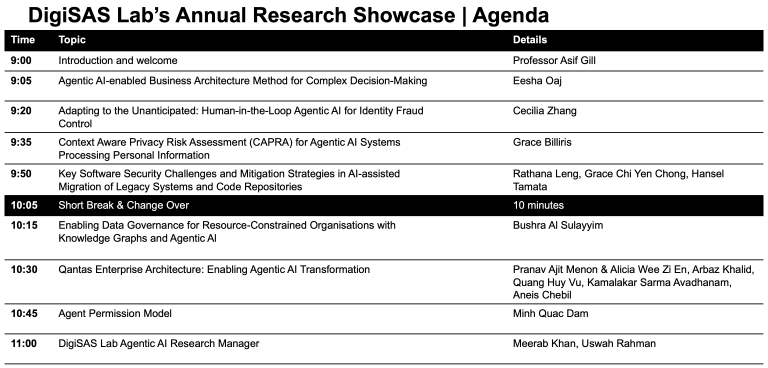 DigiSAS Lab's Annual Research Showcase | Agenda
Time Topic Details
9:00 Introduction and welcome Professor Asif Gill
9:05 Agentic AI-enabled Business Architecture Method for Complex Decision-Making Eesha Oaj
9:20 Adapting to the Unanticipated: Human-in-the-Loop Agentic AI for Identity Fraud Cecilia Zhang
Control
9:35 Context Aware Privacy Risk Assessment (CAPRA) for Agentic AI Systems Grace Billiris
Processing Personal Information
9:50 Key Software Security Challenges and Mitigation Strategies in AI-assisted Rathana Leng, Grace Chi Yen Chong, Hansel
Migration of Legacy Systems and Code Repositories Tamata
10:05 Short Break & Change Over 10 minutes
10:15 Enabling Data Governance for Resource-Constrained Organisations with Bushra Al Sulayyim
Knowledge Graphs and Agentic AI
10:30 Qantas Enterprise Architecture: Enabling Agentic AI Transformation Pranav Ajit Menon & Alicia Wee Zi En, Arbaz Khalid,
Quang Huy Vu, Kamalakar Sarma Avadhanam,
Aneis Chebil
10:45 Agent Permission Model Minh Quac Dam
11:00 DigiSAS Lab Agentic AI Research Manager Meerab Khan, Uswah Rahman